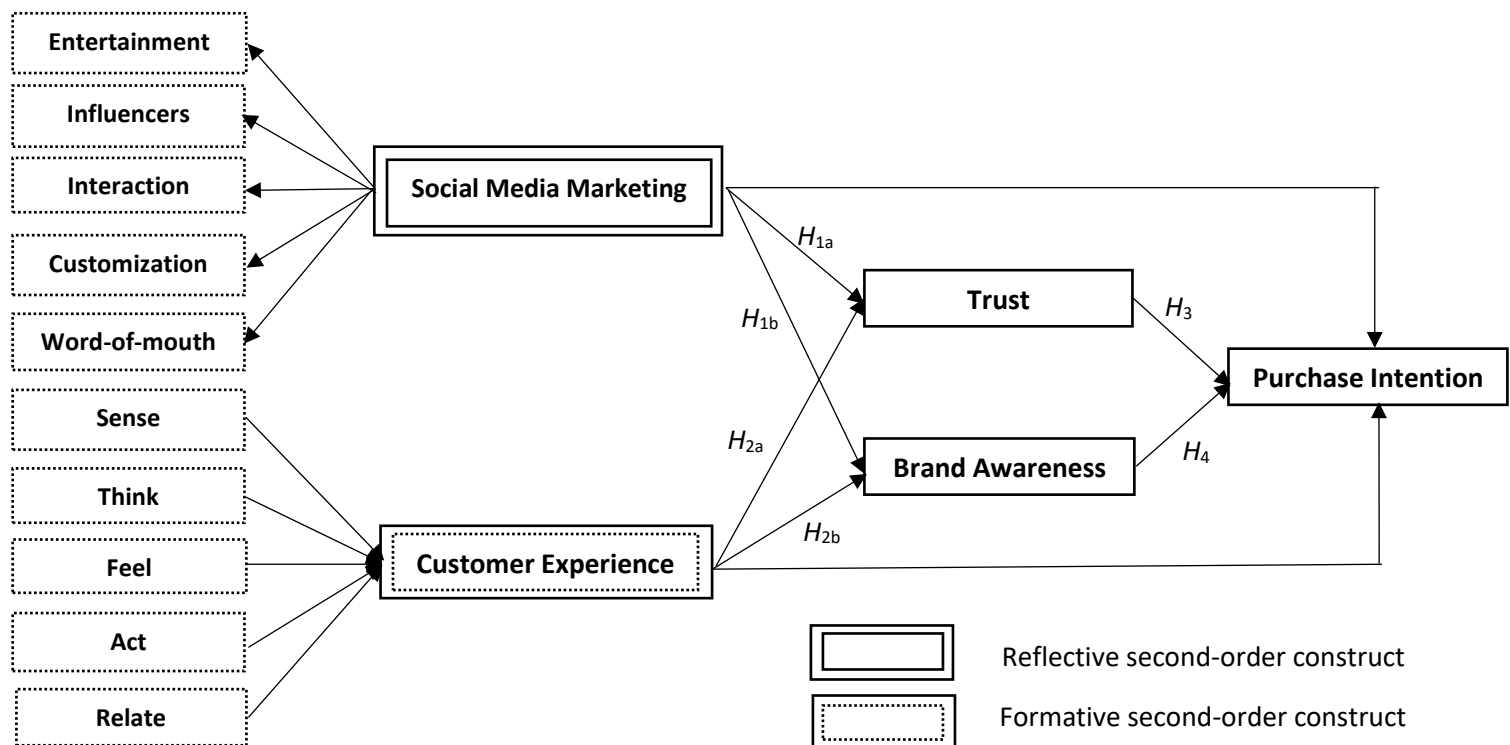 Entertainment
Influencers
Interaction
Customization
Word-of-mouth
Sense
Think
Feel
Act
Relate
Social Media Marketing
Customer Experience
H1a
H1b
H2a
H2b
Trust
Brand Awareness
H3
H4
Purchase Intention
Reflective second-order construct
Formative second-order construct